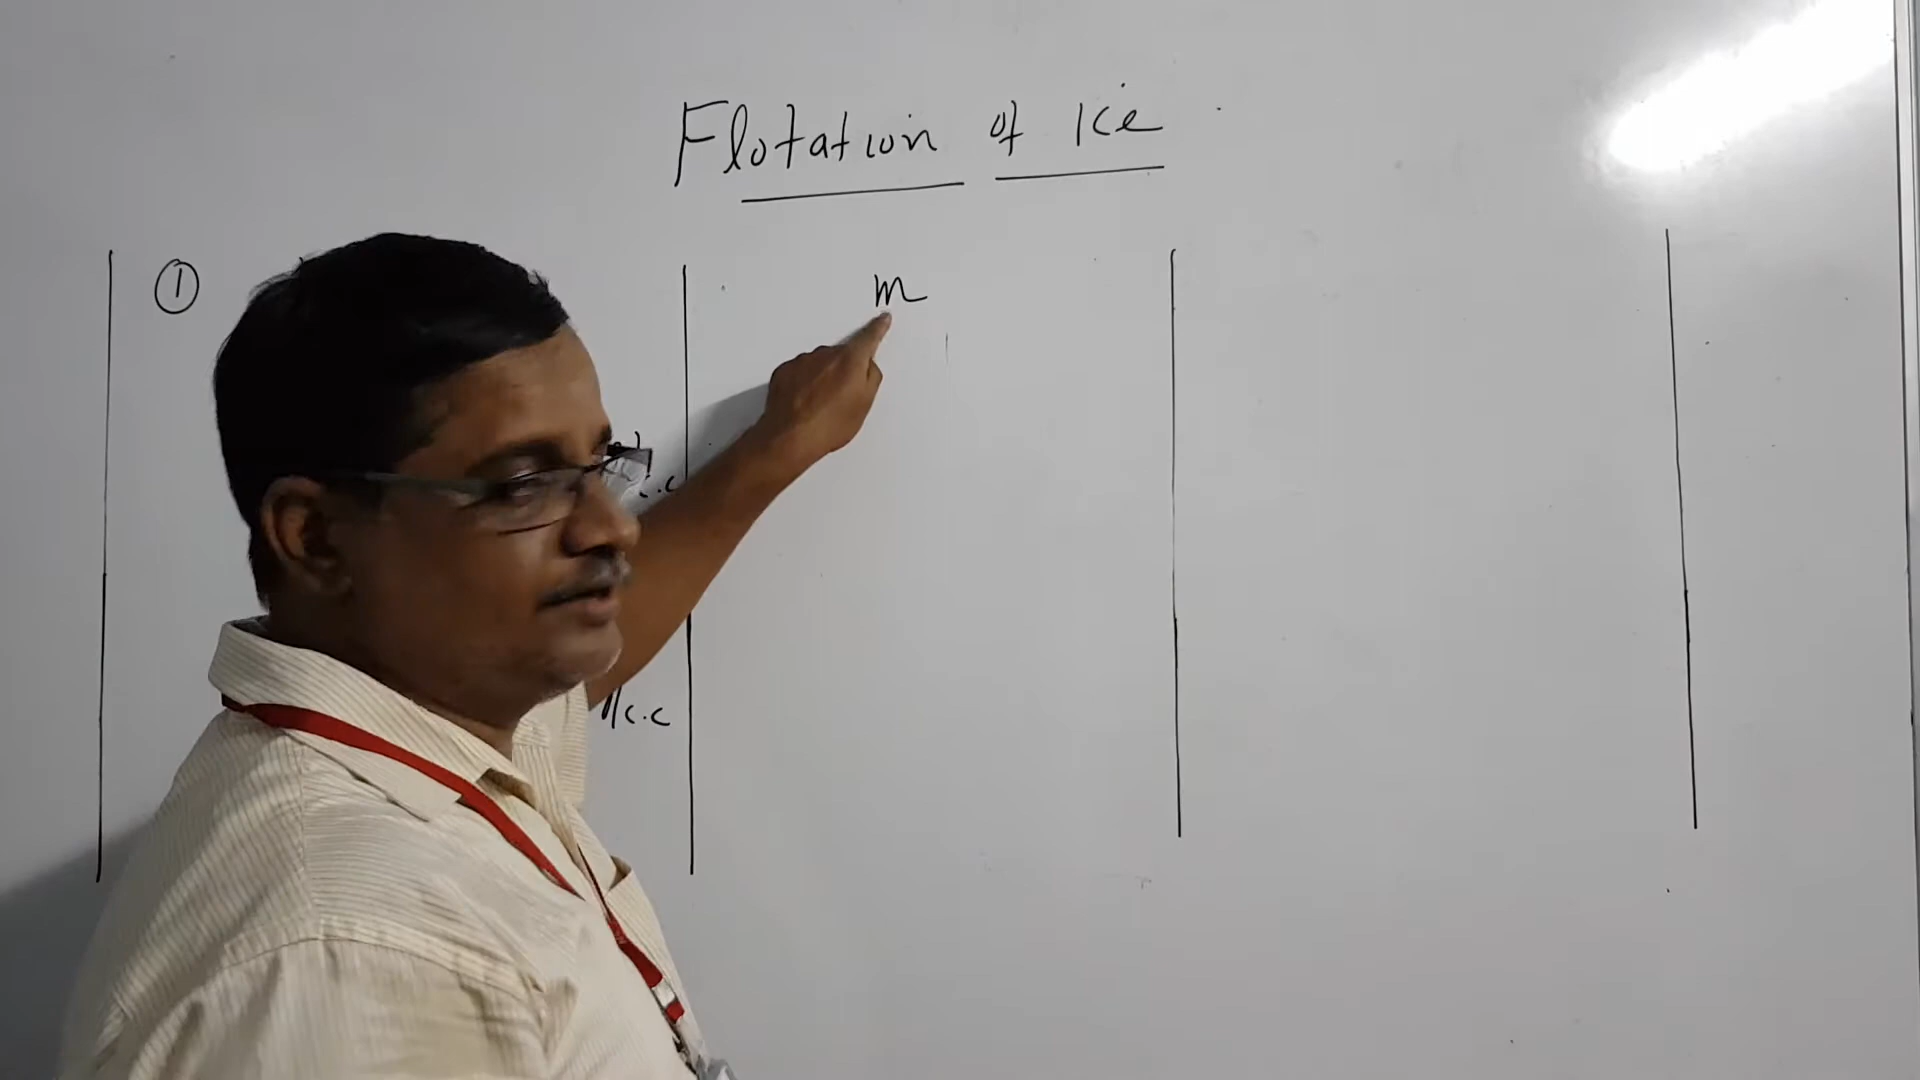 Flotation of Ice
①
m
c.c
/c.c